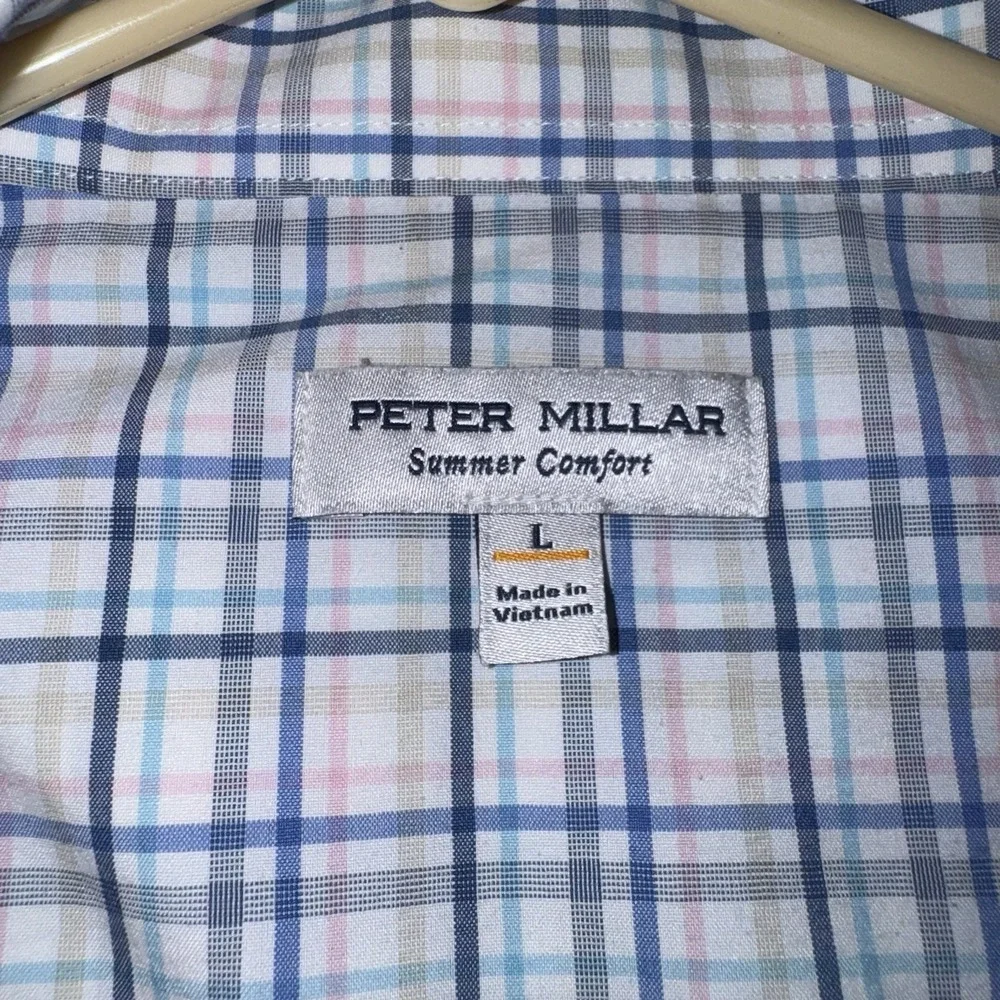 PETER MILLAR
Summer Comfort
L
Made in
Vietnam